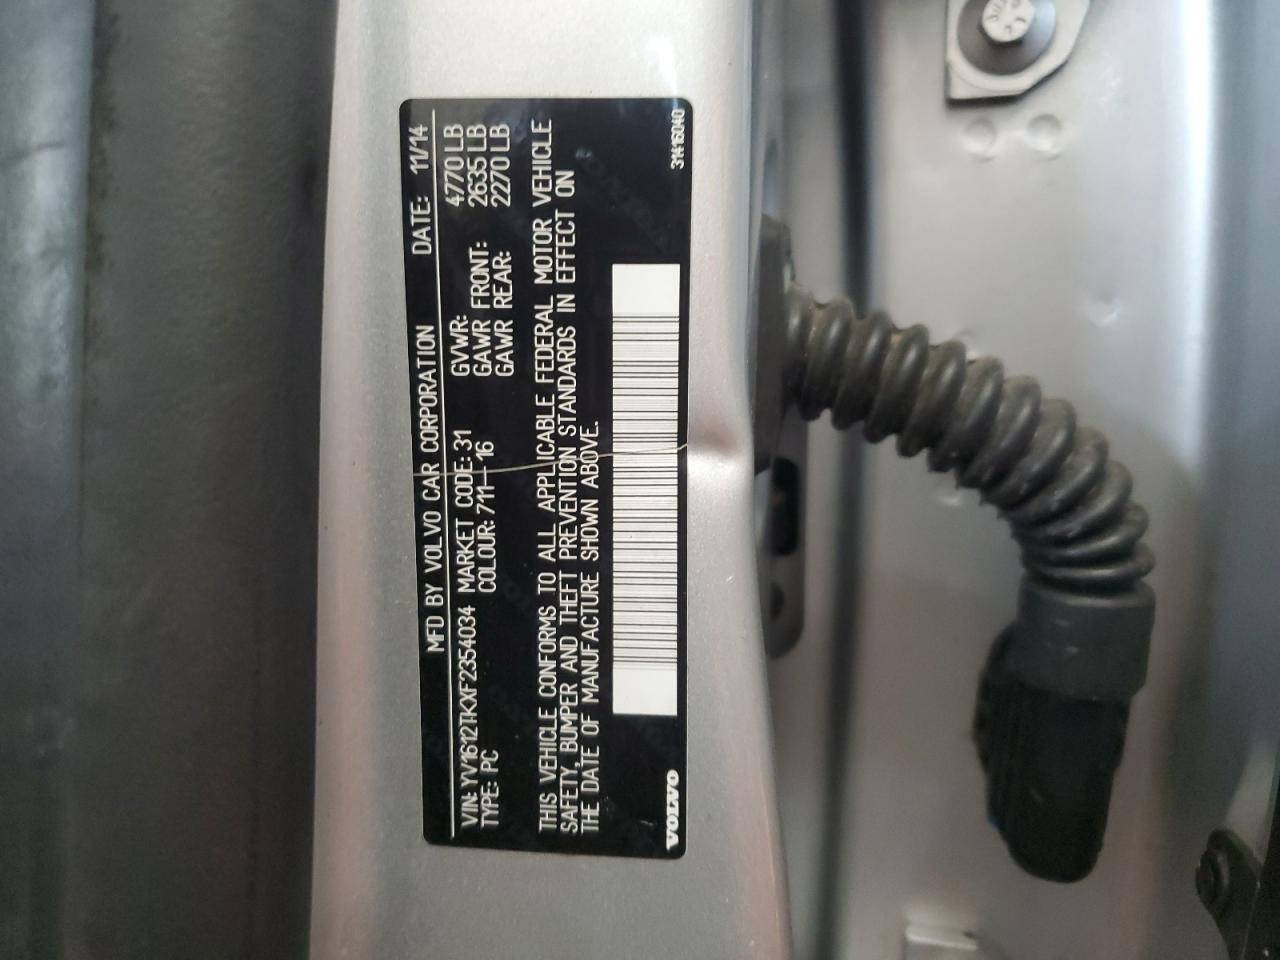 MFD BY VOLVO CAR CORPORATION DATE: 11/14
VIN: YV1612TKXF2354034 MARKET CODE: 31 GVWR: 4770 LB
TYPE: PC COLOUR: 711—16 GAWR FRONT: 2635 LB
GAWR REAR: 2270 LB
THIS VEHICLE CONFORMS TO ALL APPLICABLE FEDERAL MOTOR VEHICLE
SAFETY, BUMPER AND THEFT PREVENTION STANDARDS IN EFFECT ON
THE DATE OF MANUFACTURE SHOWN ABOVE.
VOLVO 31416040